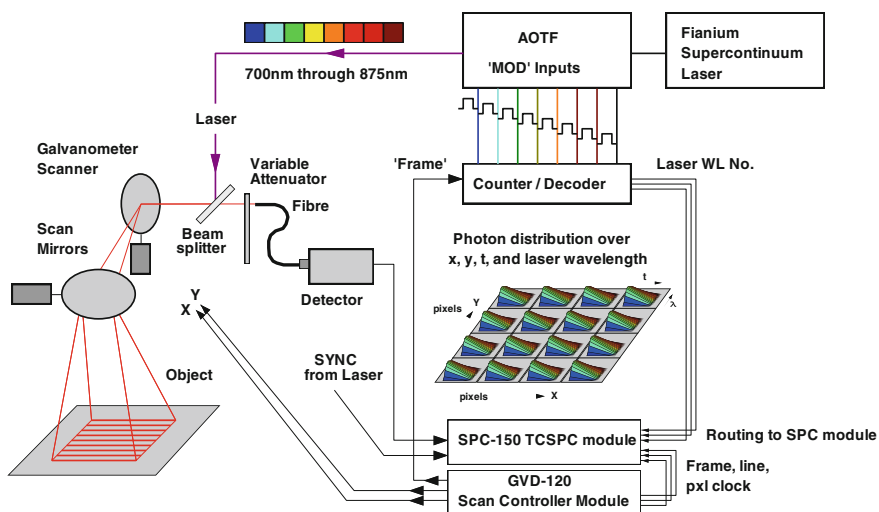 AOTF
'MOD' Inputs
Fianium
Supercontinuum
Laser
700nm through 875nm
Laser
Galvanometer
Scanner
Variable
Attenuator
Fibre
'Frame'
Counter / Decoder
Laser WL No.
Scan
Mirrors
Beam
splitter
Detector
Photon distribution over
x, y, t, and laser wavelength
t
λ
pixels
Y
pixels
X
Y
X
SYNC
from Laser
Object
SPC-150 TCSPC module
Routing to SPC module
GVD-120
Scan Controller Module
Frame, line,
pxl clock